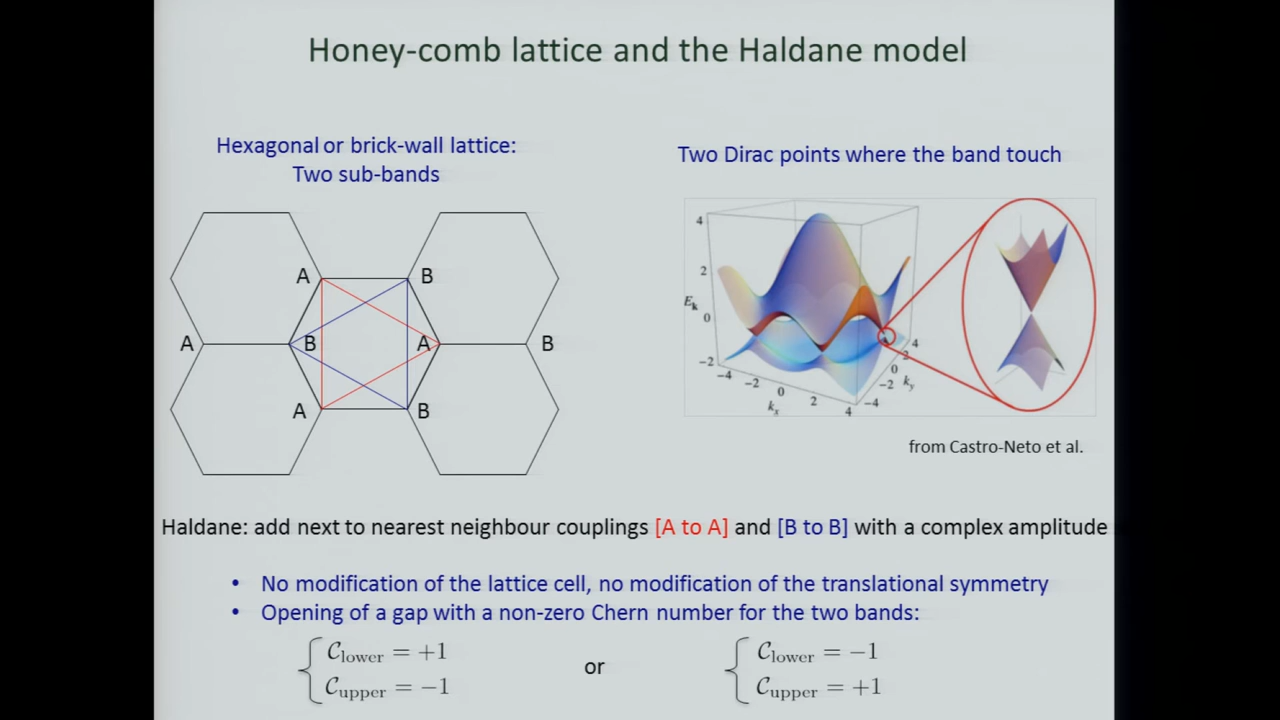 Honey-comb lattice and the Haldane model
Hexagonal or brick-wall lattice:
Two sub-bands
Two Dirac points where the band touch
A
B
A
B
A
B
A
B
4
2
E_k
0
−2
−4
−2
0
2
4
k_x
−4
−2
0
2
4
k_y
from Castro-Neto et al.
Haldane: add next to nearest neighbour couplings [A to A] and [B to B] with a complex amplitude
• No modification of the lattice cell, no modification of the translational symmetry
• Opening of a gap with a non-zero Chern number for the two bands:
C_lower = +1
C_upper = −1
or
C_lower = −1
C_upper = +1